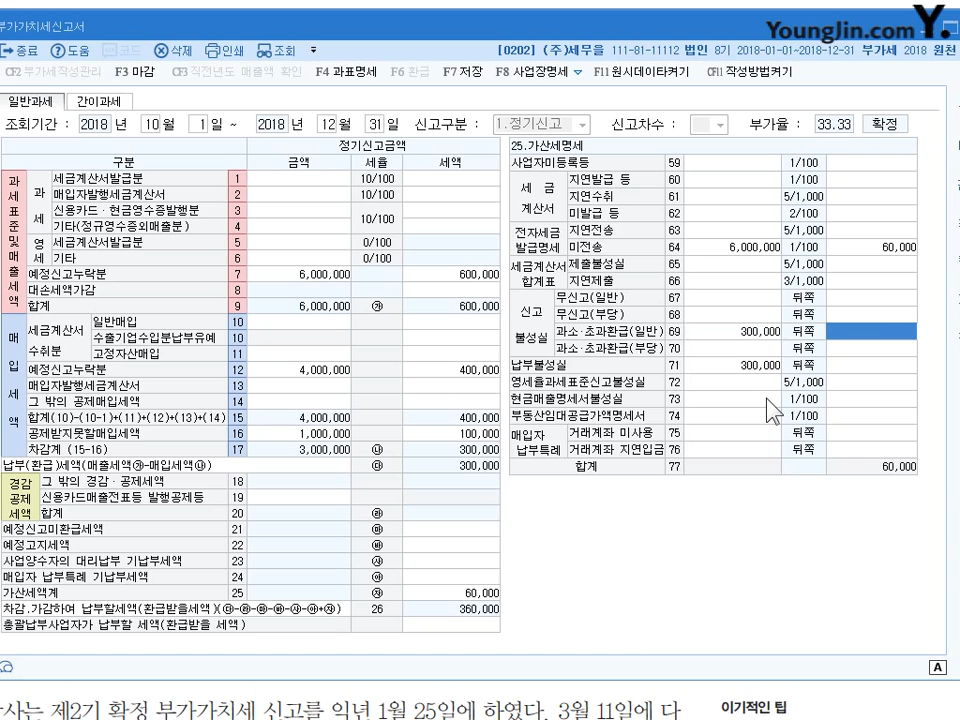 부가가치세신고서
Younglin.com Y.
종료 도움 코드 삭제 인쇄 조회 [0202] (주)세무을 111-81-11112 법인 8기 2018-01-01~2018-12-31 부가세 2018 원천
CF2 부가세작성관리 F3 마감 CF3 직전년도 매출액 확인 F4 과표명세 F6 환급 F7 저장 F8 사업장명세 F11 원시데이타켜기 CF11 작성방법켜기
일반과세 간이과세
조회기간 : 2018 년 10 월 1 일 ~ 2018 년 12 월 31 일 신고구분 : 1.정기신고 신고차수 : 부가율 : 33.33 확정
정기신고금액
구분 금액 세율 세액
과세표준및매출세액
과세 세금계산서발급분 1 10/100
매입자발행세금계산서 2 10/100
신용카드·현금영수증발행분 3 10/100
기타(정규영수증외매출분) 4
영세 세금계산서발급분 5 0/100
기타 6 0/100
예정신고누락분 7 6,000,000 600,000
대손세액가감 8
합계 9 6,000,000 ㉮ 600,000
매입세액
세금계산서 수취분 일반매입 10
수출기업수입분납부유예 10
고정자산매입 11
예정신고누락분 12 4,000,000 400,000
매입자발행세금계산서 13
그 밖의 공제매입세액 14
합계(10)-(10-1)+(11)+(12)+(13)+(14) 15 4,000,000 400,000
공제받지못할매입세액 16 1,000,000 100,000
차감계 (15-16) 17 3,000,000 ㉯ 300,000
납부(환급)세액(매출세액㉮-매입세액㉯) ㉰ 300,000
경감공제세액 그 밖의 경감·공제세액 18
신용카드매출전표등 발행공제등 19
합계 20 ㉱
예정신고미환급세액 21 ㉲
예정고지세액 22 ㉳
사업양수자의 대리납부 기납부세액 23 ㉴
매입자 납부특례 기납부세액 24 ㉵
가산세액계 25 ㉶ 60,000
차감.가감하여 납부할세액(환급받을세액)(㉰-㉱-㉲-㉳-㉴-㉵+㉶) 26 360,000
총괄납부사업자가 납부할 세액(환급받을 세액)
25.가산세명세
사업자미등록등 59 1/100
세 금 계산서 지연발급 등 60 1/100
지연수취 61 5/1,000
미발급 등 62 2/100
전자세금 발급명세 지연전송 63 5/1,000
미전송 64 6,000,000 1/100 60,000
세금계산서 합계표 제출불성실 65 5/1,000
지연제출 66 3/1,000
신고 불성실 무신고(일반) 67 뒤쪽
무신고(부당) 68 뒤쪽
과소·초과환급(일반) 69 300,000 뒤쪽
과소·초과환급(부당) 70 뒤쪽
납부불성실 71 300,000 뒤쪽
영세율과세표준신고불성실 72 5/1,000
현금매출명세서불성실 73 1/100
부동산임대공급가액명세서 74 1/100
매입자 납부특례 거래계좌 미사용 75 뒤쪽
거래계좌 지연입금 76 뒤쪽
합계 77 60,000
A
사는 제2기 확정 부가가치세 신고를 익년 1월 25일에 하였다. 3월 11일에 다
이기적인 팁